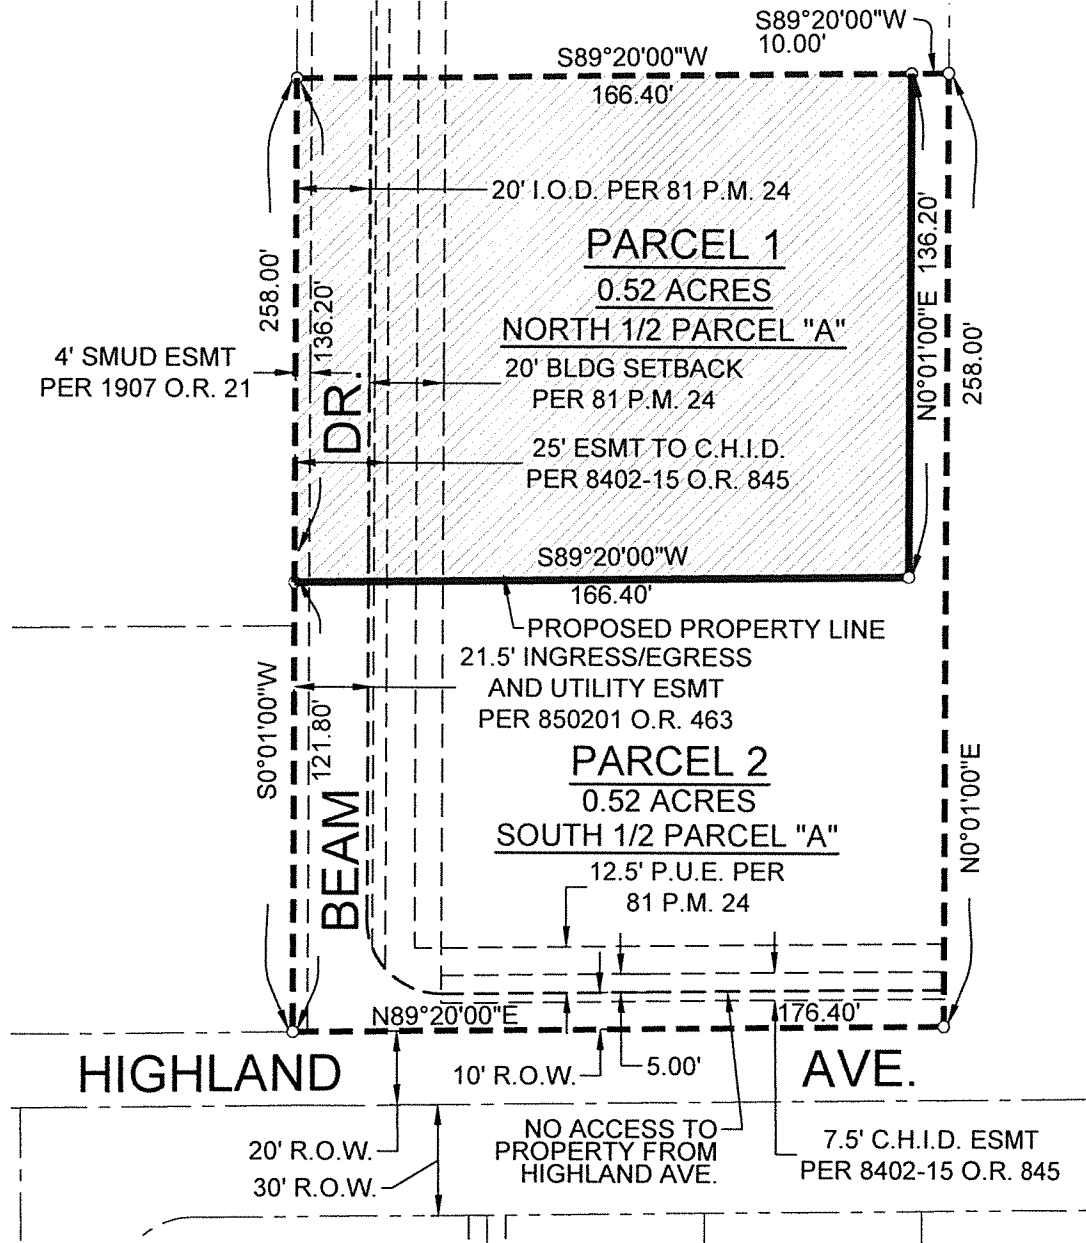 S89°20'00"W
10.00'
S89°20'00"W
166.40'
20' I.O.D. PER 81 P.M. 24
PARCEL 1
0.52 ACRES
NORTH 1/2 PARCEL "A"
20' BLDG SETBACK
PER 81 P.M. 24
25' ESMT TO C.H.I.D.
PER 8402-15 O.R. 845
258.00'
136.20'
4' SMUD ESMT
PER 1907 O.R. 21
DR.
N0°01'00"E 136.20'
258.00'
S89°20'00"W
166.40'
PROPOSED PROPERTY LINE
21.5' INGRESS/EGRESS
AND UTILITY ESMT
PER 850201 O.R. 463
S0°01'00"W
121.80'
PARCEL 2
0.52 ACRES
SOUTH 1/2 PARCEL "A"
12.5' P.U.E. PER
81 P.M. 24
BEAM
N0°01'00"E
N89°20'00"E
176.40'
HIGHLAND AVE.
10' R.O.W.
5.00'
20' R.O.W.
30' R.O.W.
NO ACCESS TO
PROPERTY FROM
HIGHLAND AVE.
7.5' C.H.I.D. ESMT
PER 8402-15 O.R. 845